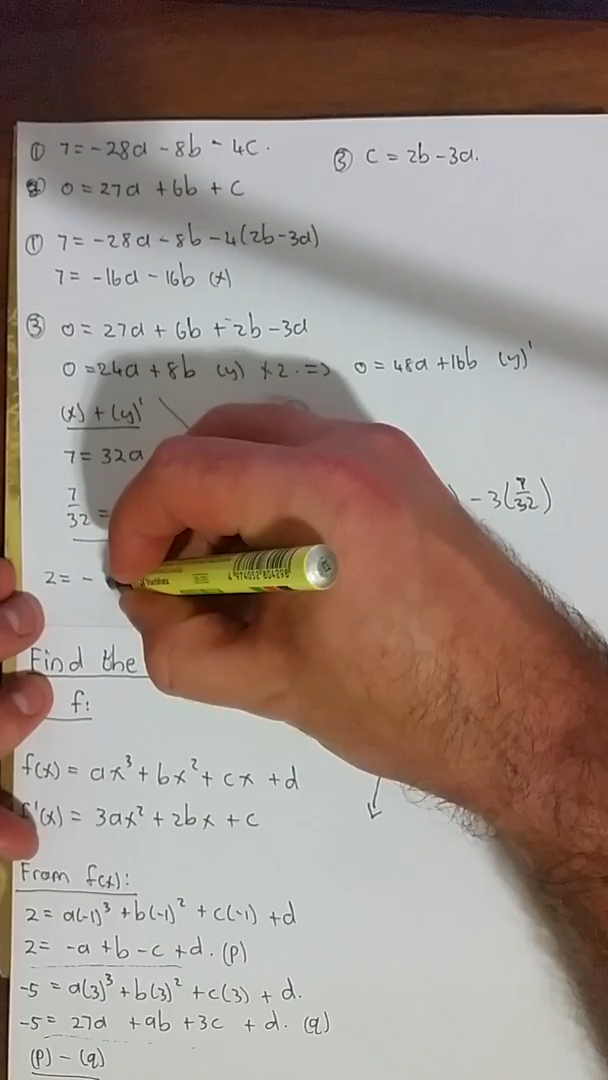 ① 7 = -28a - 8b - 4c.
③ c = 2b - 3a.
② 0 = 27a + 6b + c
① 7 = -28a - 8b - 4(2b - 3a)
7 = -16a - 16b (x)
③ 0 = 27a + 6b + 2b - 3a
0 = 24a + 8b (y) × 2. => 0 = 48a + 16b (y)'
(x) + (y)'
7 = 32a
7/32 =
) - 3(7/32)
2 = -
Find the
f:
f(x) = ax³ + bx² + cx + d
f'(x) = 3ax² + 2bx + c
From f(x):
2 = a(-1)³ + b(-1)² + c(-1) + d
2 = -a + b - c + d. (p)
-5 = a(3)³ + b(3)² + c(3) + d.
-5 = 27a + 9b + 3c + d. (q)
(p) - (q)